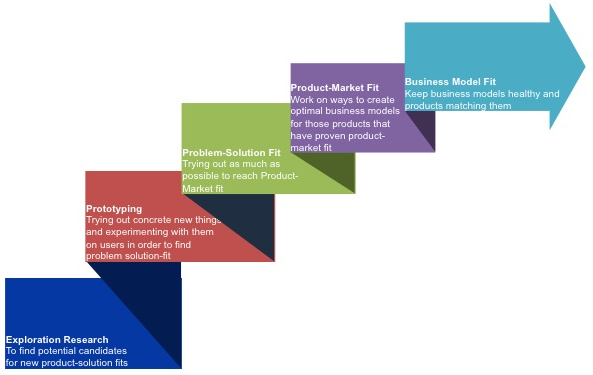 Business Model Fit
Keep business models healthy and
products matching them
Product-Market Fit
Work on ways to create
optimal business models
for those products that
have proven product-
market fit
Problem-Solution Fit
Trying out as much as
possible to reach Product-
Market fit
Prototyping
Trying out concrete new things
and experimenting with them
on users in order to find
problem solution-fit
Exploration Research
To find potential candidates
for new product-solution fits